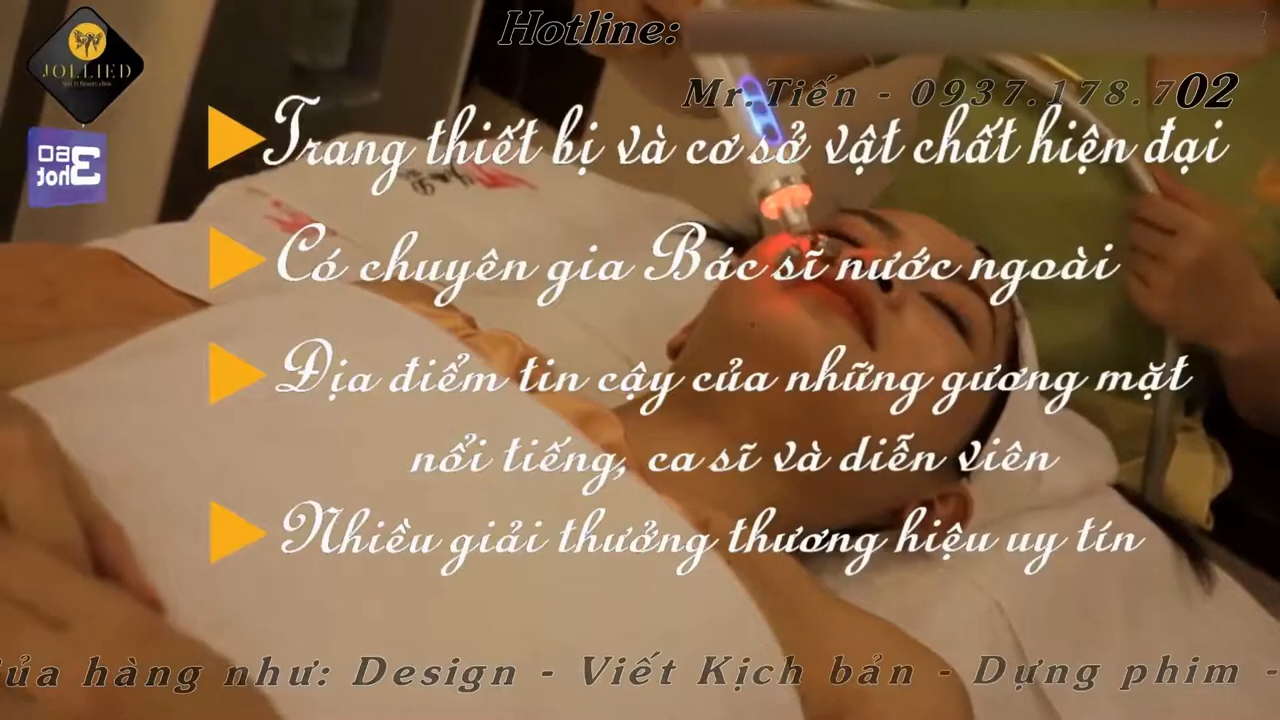 Hotline:
Mr.Tiến - 0937.178.702
JOLLIED
Trang thiết bị và cơ sở vật chất hiện đại
Có chuyên gia Bác sĩ nước ngoài
Địa điểm tin cậy của những gương mặt
nổi tiếng, ca sĩ và diễn viên
Nhiều giải thưởng thương hiệu uy tín
của hàng như: Design - Viết Kịch bản - Dựng phim -